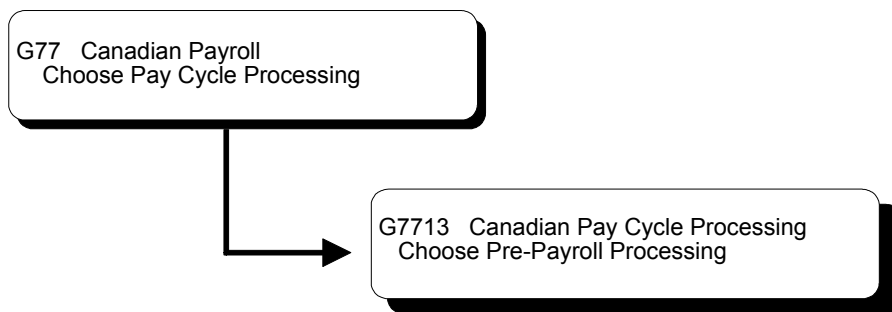 G77 Canadian Payroll
Choose Pay Cycle Processing
G7713 Canadian Pay Cycle Processing
Choose Pre-Payroll Processing